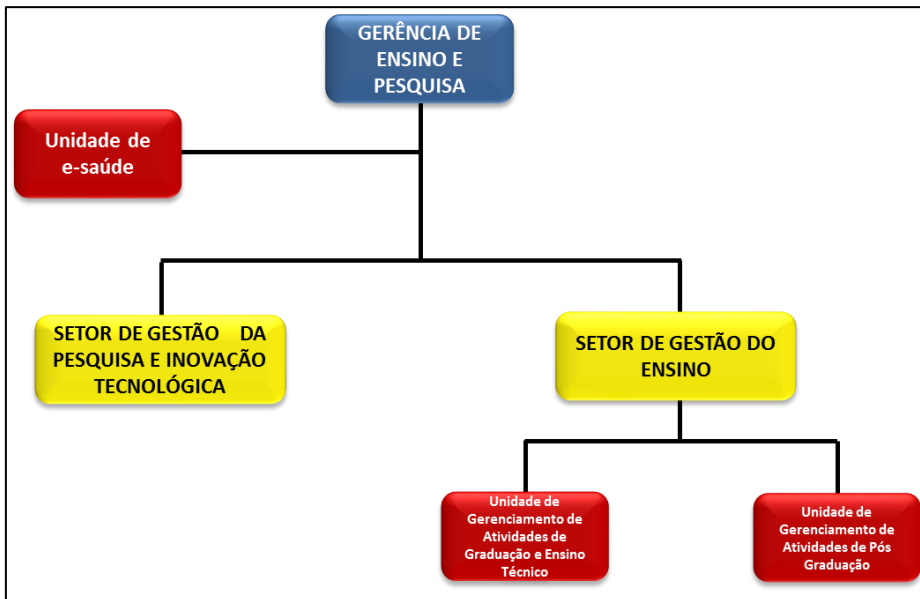 GERÊNCIA DE
ENSINO E
PESQUISA
Unidade de
e-saúde
SETOR DE GESTÃO DA
PESQUISA E INOVAÇÃO
TECNOLÓGICA
SETOR DE GESTÃO DO
ENSINO
Unidade de
Gerenciamento de
Atividades de
Graduação e Ensino
Técnico
Unidade de
Gerenciamento de
Atividades de Pós
Graduação